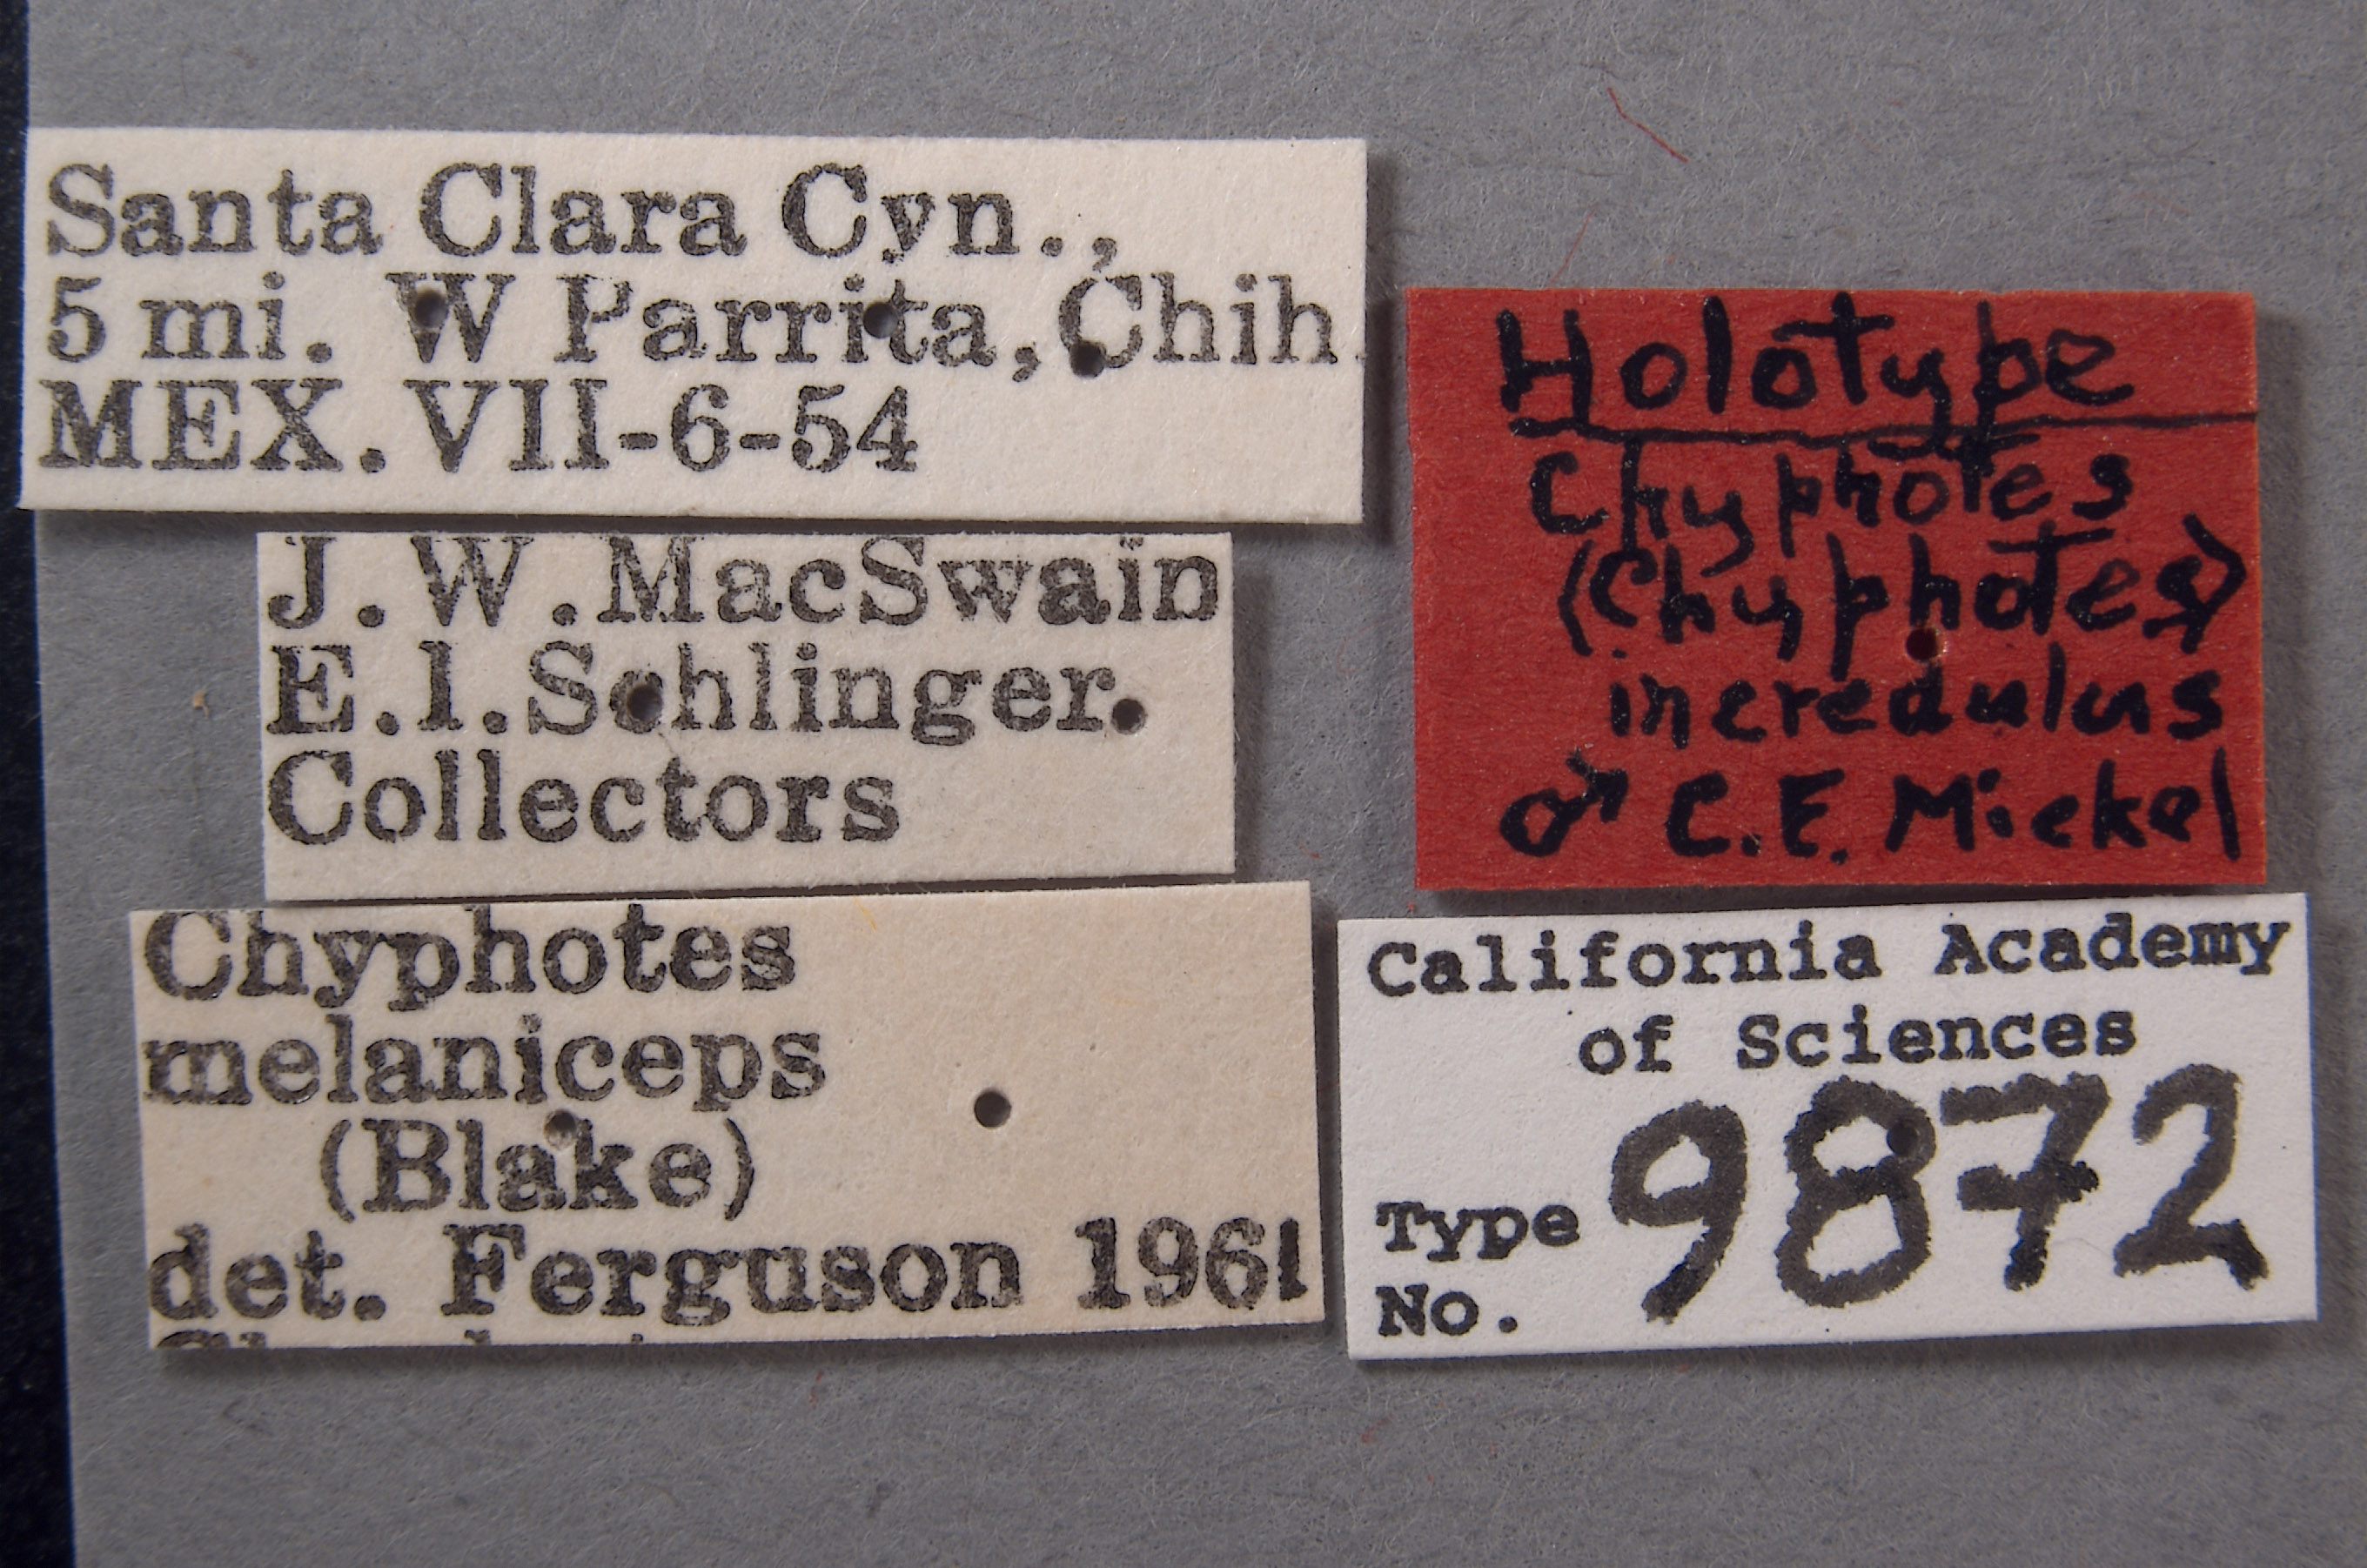 Santa Clara Cyn.,
5 mi. W Parrita, Chih.
MEX. VII-6-54
J. W. MacSwain
E. I. Schlinger.
Collectors
Chyphotes
melaniceps
(Blake)
det. Ferguson 1961
Holotype
Chyphotes
(Chyphotes)
incredulus
♂ C. E. Mickel
California Academy
of Sciences
Type
No. 9872